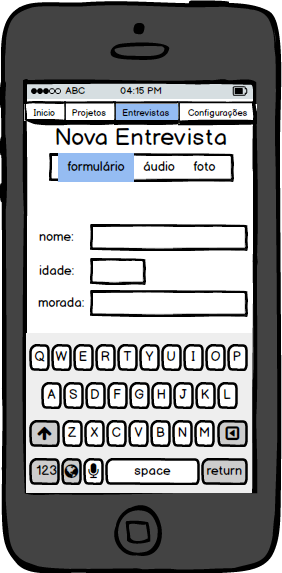 ABC 04:15 PM
Inicio Projetos Entrevistas Configurações
Nova Entrevista
formulário áudio foto
nome:
idade:
morada:
Q W E R T Y U I O P
A S D F G H J K L
Z X C V B N M
123 space return